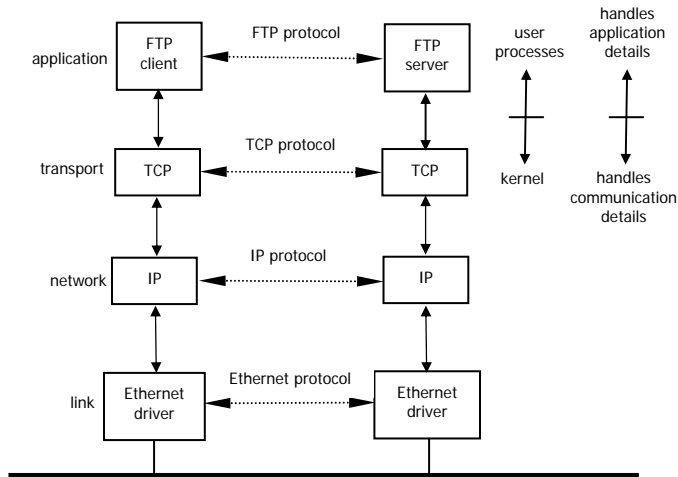 application
FTP
client
FTP protocol
FTP
server
user
processes
handles
application
details
transport
TCP
TCP protocol
TCP
kernel
handles
communication
details
network
IP
IP protocol
IP
link
Ethernet
driver
Ethernet protocol
Ethernet
driver